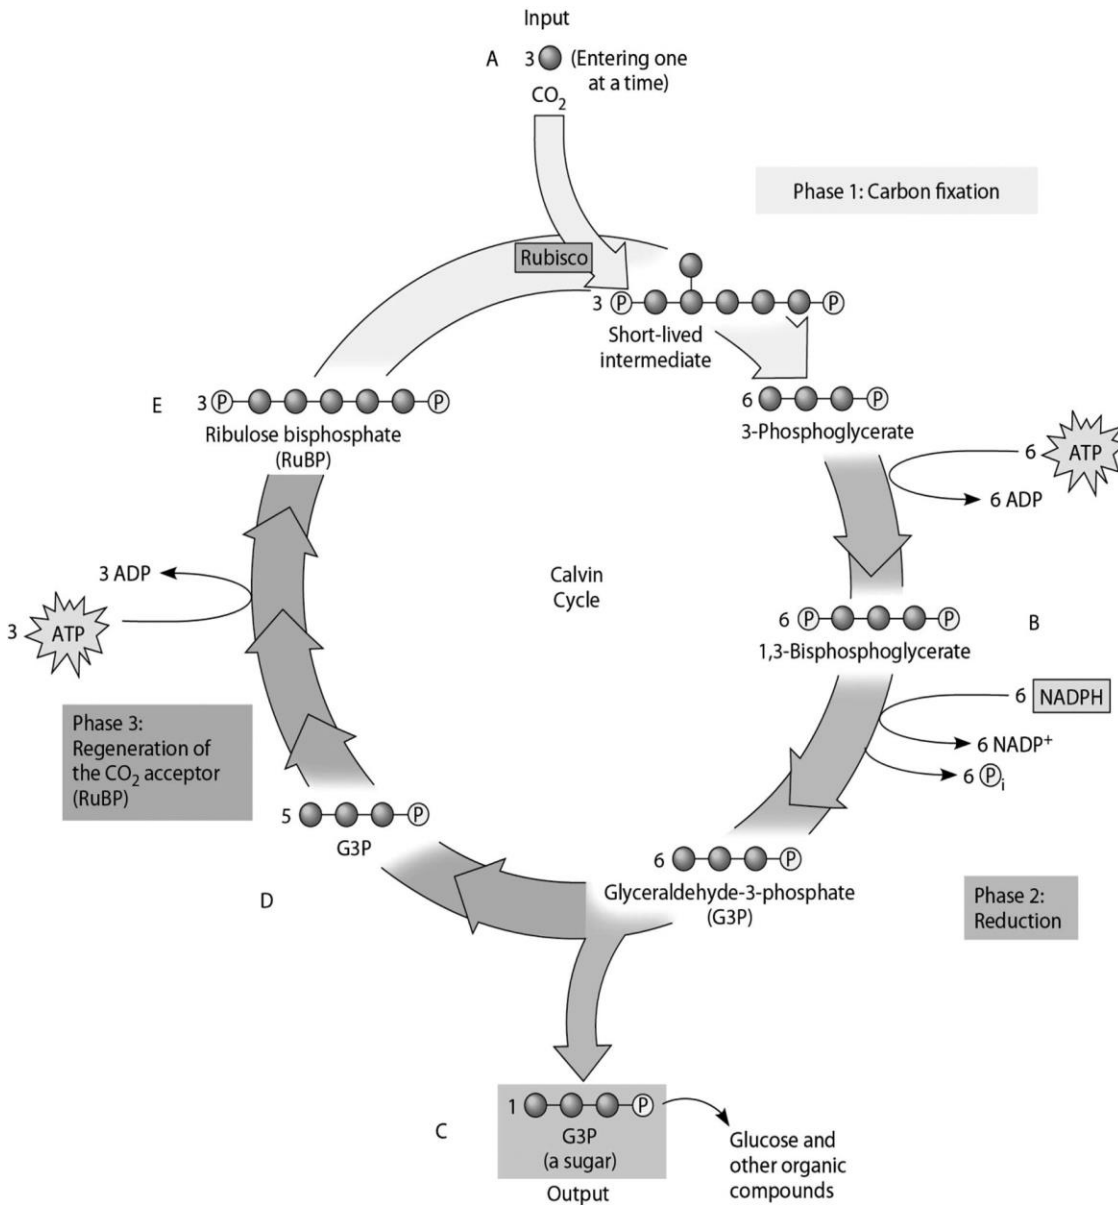 Input
A 3 (Entering one
at a time)
CO2
Phase 1: Carbon fixation
Rubisco
3 P P
Short-lived
intermediate
6 P
3-Phosphoglycerate
6 ATP
6 ADP
E 3 P P
Ribulose bisphosphate
(RuBP)
3 ADP
3 ATP
Calvin
Cycle
6 P P B
1,3-Bisphosphoglycerate
6 NADPH
6 NADP+
6 Pi
Phase 3:
Regeneration of
the CO2 acceptor
(RuBP)
5 P
G3P
D
6 P
Glyceraldehyde-3-phosphate
(G3P)
Phase 2:
Reduction
C 1 P
G3P
(a sugar)
Output
Glucose and
other organic
compounds